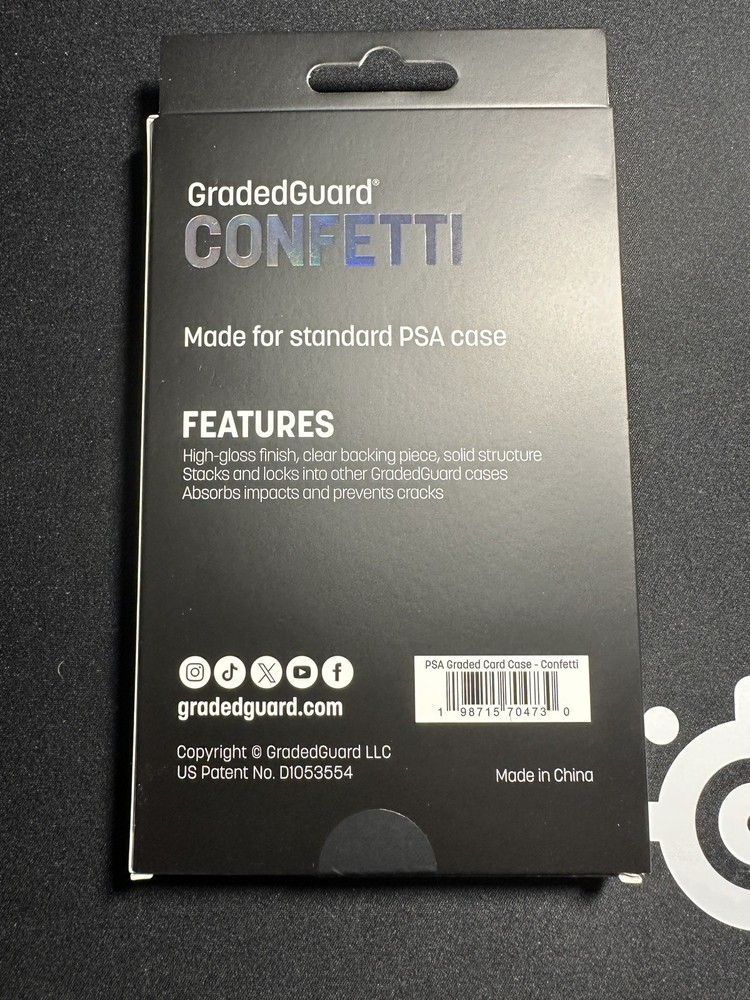 GradedGuard®
CONFETTI
Made for standard PSA case
FEATURES
High-gloss finish, clear backing piece, solid structure
Stacks and locks into other GradedGuard cases
Absorbs impacts and prevents cracks
gradedguard.com
PSA Graded Card Case - Confetti
1 98715 70473 0
Copyright © GradedGuard LLC
US Patent No. D1053554
Made in China